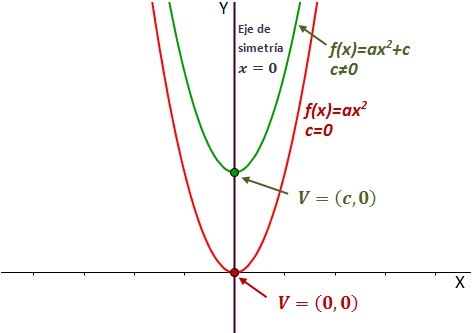 Y
Eje de
simetría
x = 0
f(x)=ax²+c
c≠0
f(x)=ax²
c=0
V = (c, 0)
X
V = (0, 0)